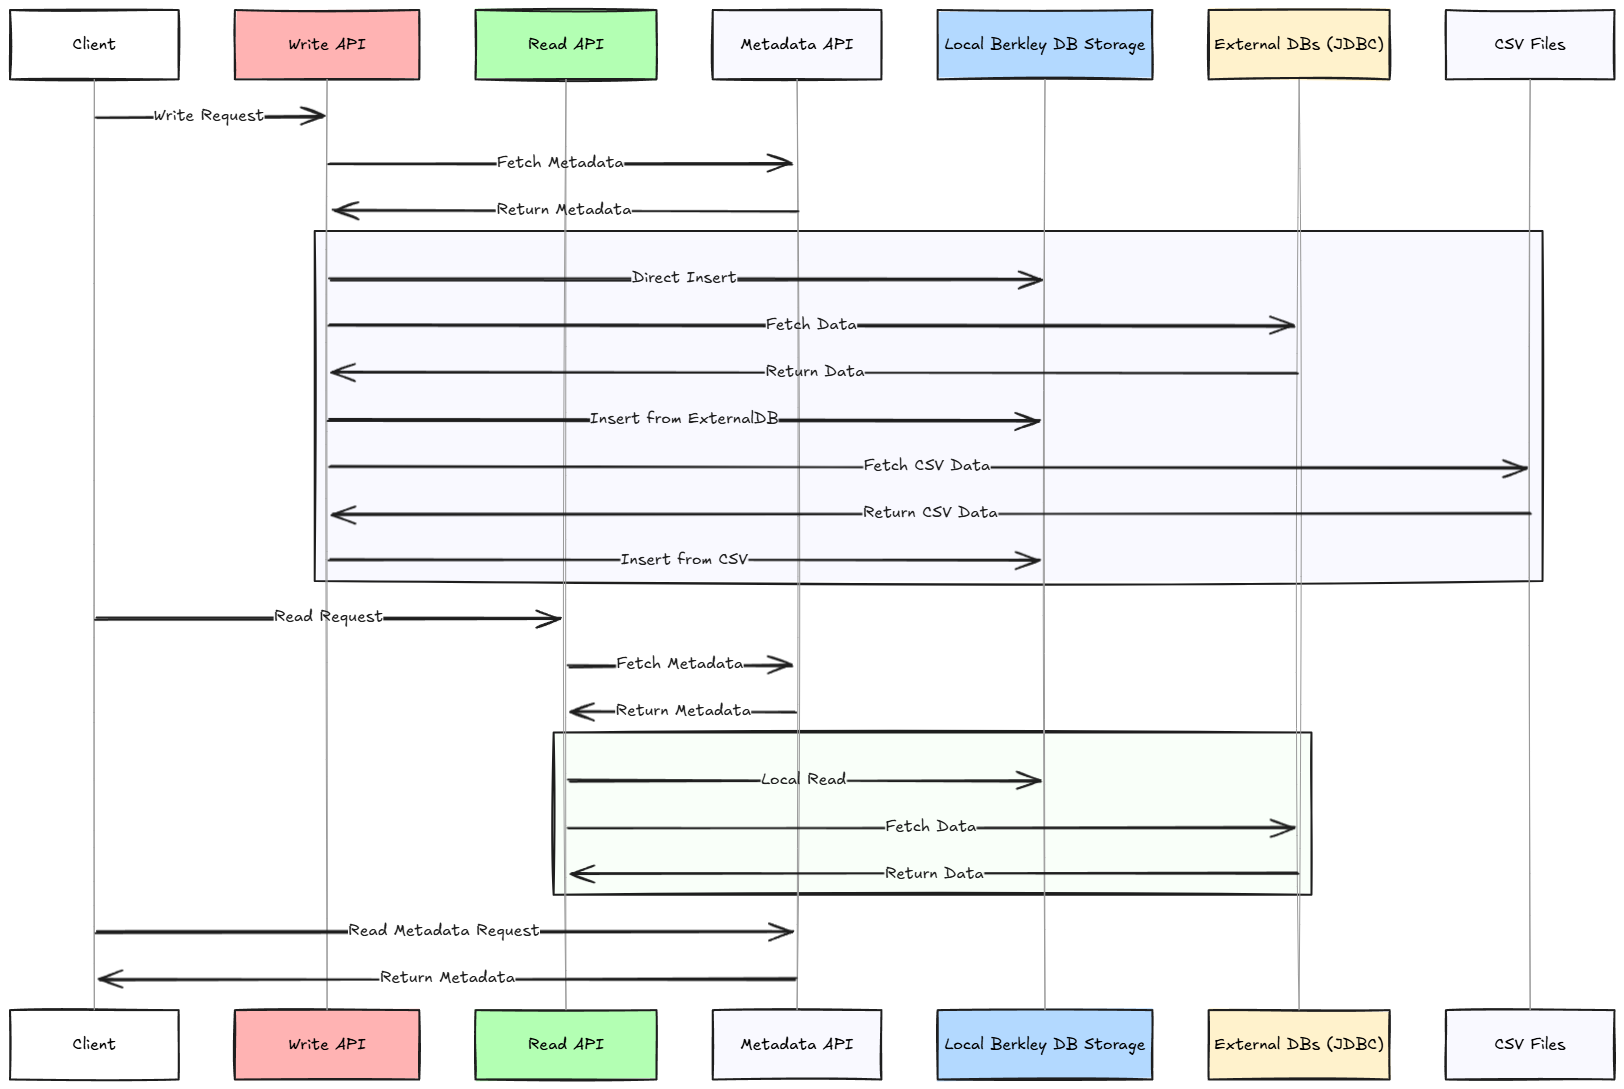 Client
Write API
Read API
Metadata API
Local Berkley DB Storage
External DBs (JDBC)
CSV Files
Write Request
Fetch Metadata
Return Metadata
Direct Insert
Fetch Data
Return Data
Insert from ExternalDB
Fetch CSV Data
Return CSV Data
Insert from CSV
Read Request
Fetch Metadata
Return Metadata
Local Read
Fetch Data
Return Data
Read Metadata Request
Return Metadata
Client
Write API
Read API
Metadata API
Local Berkley DB Storage
External DBs (JDBC)
CSV Files